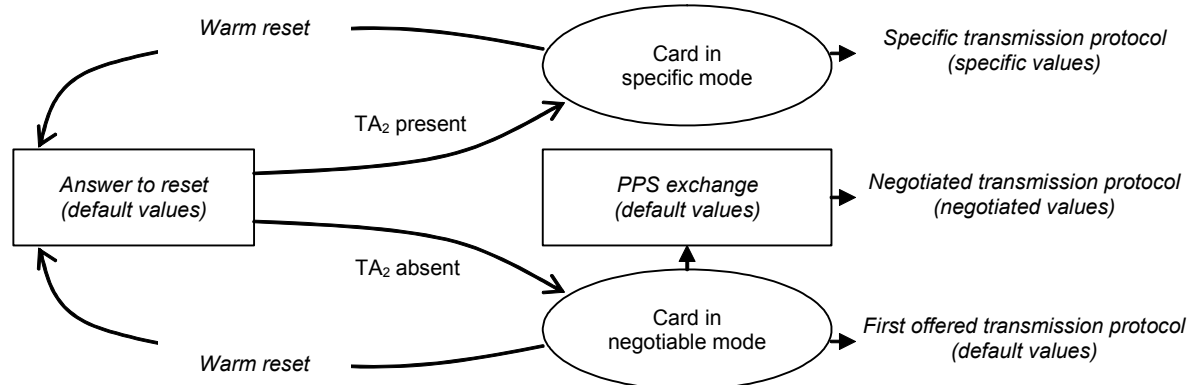 Warm reset
Card in
specific mode
Specific transmission protocol
(specific values)
TA₂ present
Answer to reset
(default values)
PPS exchange
(default values)
Negotiated transmission protocol
(negotiated values)
TA₂ absent
Card in
negotiable mode
First offered transmission protocol
(default values)
Warm reset